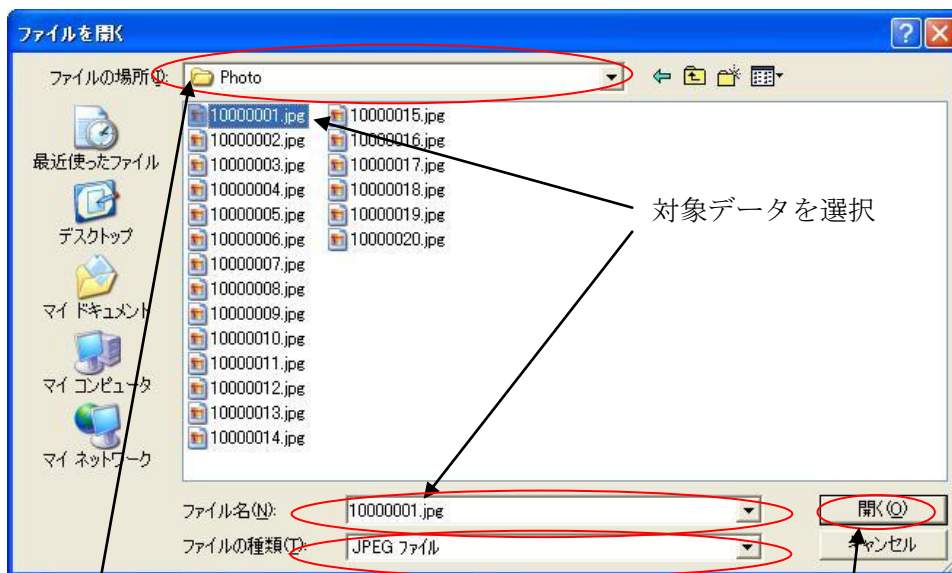 ファイルを開く
ファイルの場所(I):
Photo
最近使ったファイル
デスクトップ
マイ ドキュメント
マイ コンピュータ
マイ ネットワーク
10000001.jpg
10000002.jpg
10000003.jpg
10000004.jpg
10000005.jpg
10000006.jpg
10000007.jpg
10000008.jpg
10000009.jpg
10000010.jpg
10000011.jpg
10000012.jpg
10000013.jpg
10000014.jpg
10000015.jpg
10000016.jpg
10000017.jpg
10000018.jpg
10000019.jpg
10000020.jpg
対象データを選択
ファイル名(N):
10000001.jpg
開く(O)
ファイルの種類(T):
JPEG ファイル
キャンセル